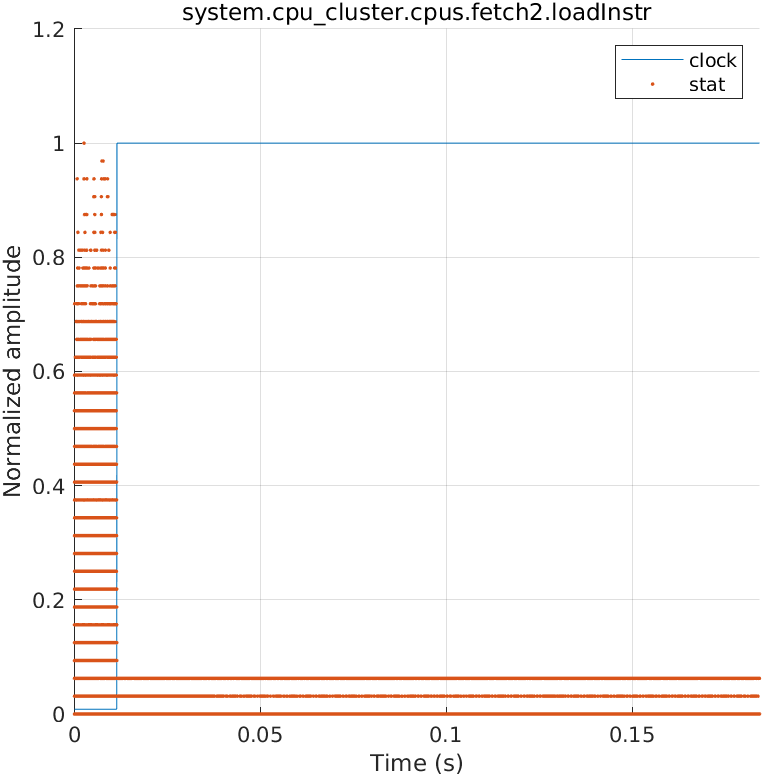 system.cpu_cluster.cpus.fetch2.loadInstr
clock
stat
Normalized amplitude
1.2
1
0.8
0.6
0.4
0.2
0
0 0.05 0.1 0.15
Time (s)